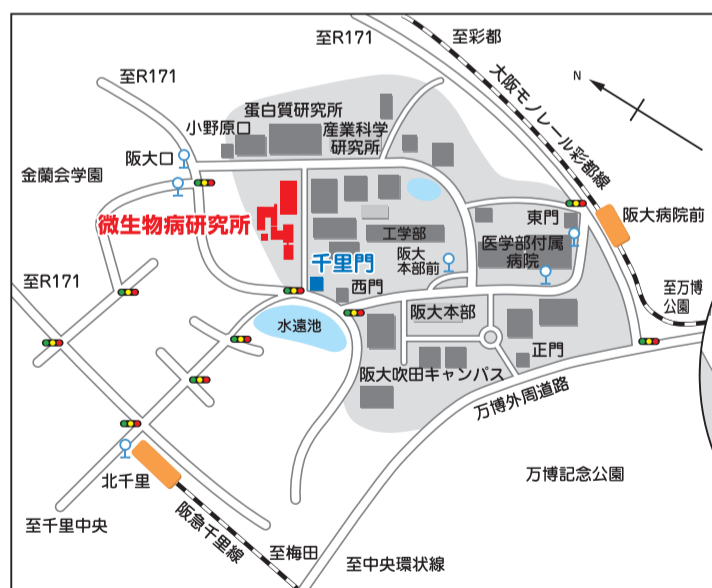 至R171
至彩都
至R171
大阪モノレール彩都線
N
蛋白質研究所
小野原口
産業科学
研究所
阪大口
金蘭会学園
微生物病研究所
東門
阪大病院前
工学部
医学部付属
病院
阪大
本部前
千里門
西門
至R171
至万博
公園
水遠池
阪大本部
正門
阪大吹田キャンパス
万博外周道路
万博記念公園
北千里
阪急千里線
至千里中央
至梅田
至中央環状線